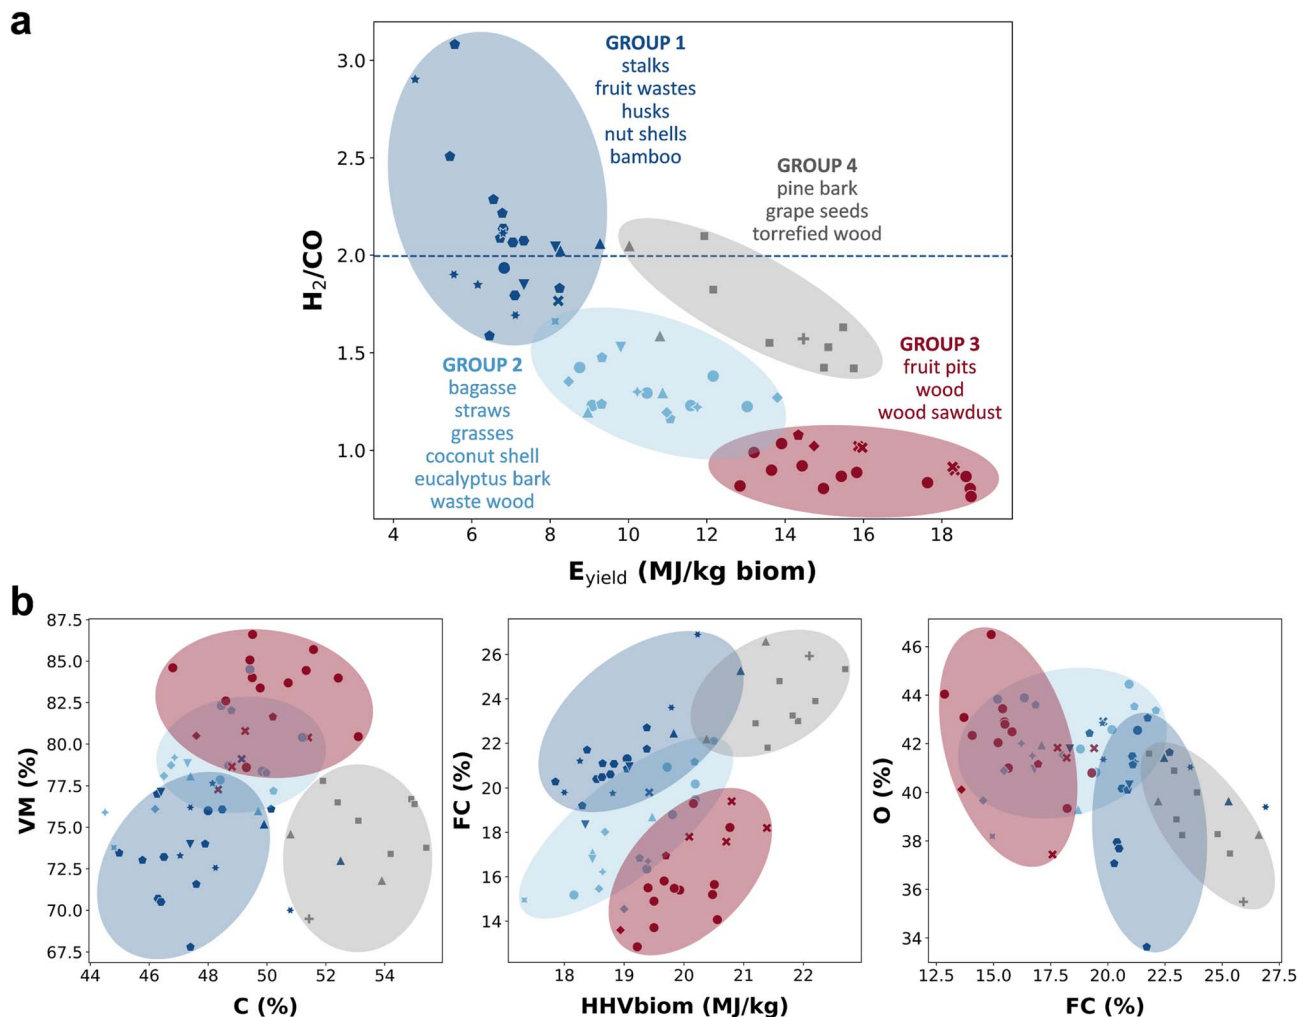 a
3.0
2.5
2.0
1.5
1.0
H2/CO
4 6 8 10 12 14 16 18
Eyield (MJ/kg biom)
GROUP 1
stalks
fruit wastes
husks
nut shells
bamboo
GROUP 4
pine bark
grape seeds
torrefied wood
GROUP 3
fruit pits
wood
wood sawdust
GROUP 2
bagasse
straws
grasses
coconut shell
eucalyptus bark
waste wood
b
87.5
85.0
82.5
80.0
77.5
75.0
72.5
70.0
67.5
VM (%)
44 46 48 50 52 54
C (%)
26
24
22
20
18
16
14
FC (%)
18 19 20 21 22
HHVbiom (MJ/kg)
46
44
42
40
38
36
34
O (%)
12.5 15.0 17.5 20.0 22.5 25.0 27.5
FC (%)